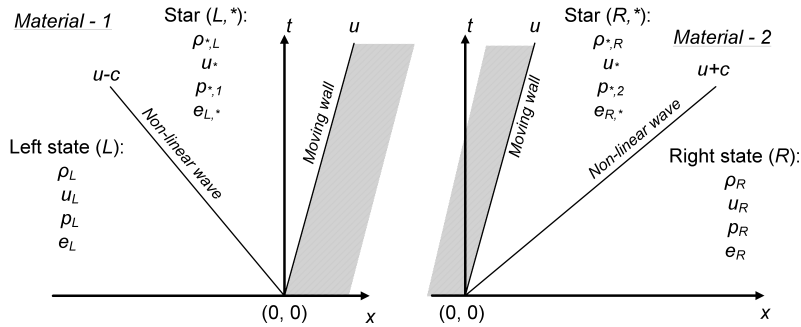 Material - 1
Star (L,*):
ρ*,L
u*
p*,1
eL,*
t
u
u-c
Non-linear wave
Moving wall
Left state (L):
ρL
uL
pL
eL
(0, 0)
x
t
u
Star (R,*):
ρ*,R
u*
p*,2
eR,*
Material - 2
u+c
Moving wall
Non-linear wave
Right state (R):
ρR
uR
pR
eR
(0, 0)
x